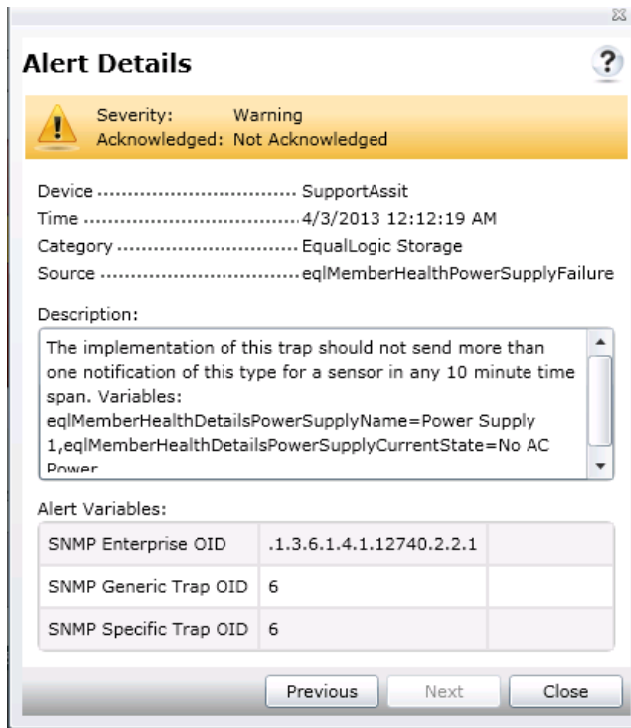 Alert Details
?
Severity: Warning
Acknowledged: Not Acknowledged
Device ................................ SupportAssit
Time ................................... 4/3/2013 12:12:19 AM
Category ............................. EqualLogic Storage
Source ................................ eqlMemberHealthPowerSupplyFailure
Description:
The implementation of this trap should not send more than
one notification of this type for a sensor in any 10 minute time
span. Variables:
eqlMemberHealthDetailsPowerSupplyName=Power Supply
1,eqlMemberHealthDetailsPowerSupplyCurrentState=No AC
Power
Alert Variables:
SNMP Enterprise OID .1.3.6.1.4.1.12740.2.2.1
SNMP Generic Trap OID 6
SNMP Specific Trap OID 6
Previous Next Close